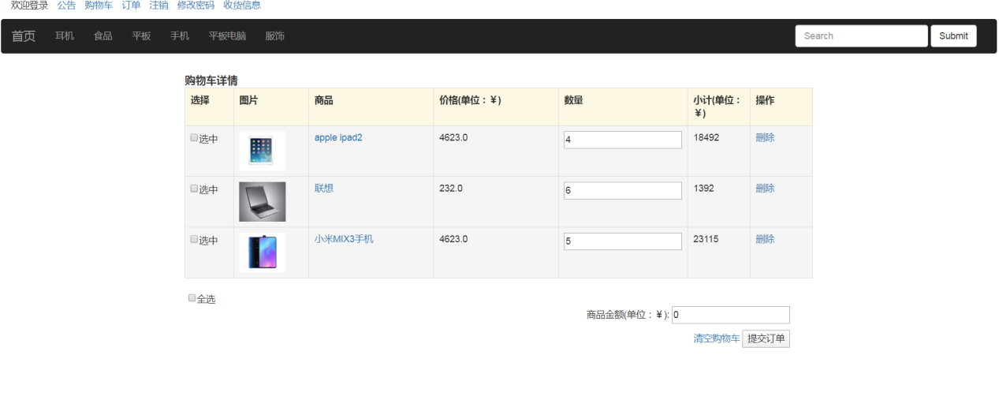 欢迎登录 公告 购物车 订单 注销 修改密码 收货信息
首页 耳机 食品 平板 手机 平板电脑 服饰 Search Submit
购物车详情
选择 图片 商品 价格(单位：¥) 数量 小计(单位：¥) 操作
选中 apple ipad2 4623.0 4 18492 删除
选中 联想 232.0 6 1392 删除
选中 小米MIX3手机 4623.0 5 23115 删除
全选
商品金额(单位：¥): 0
清空购物车 提交订单